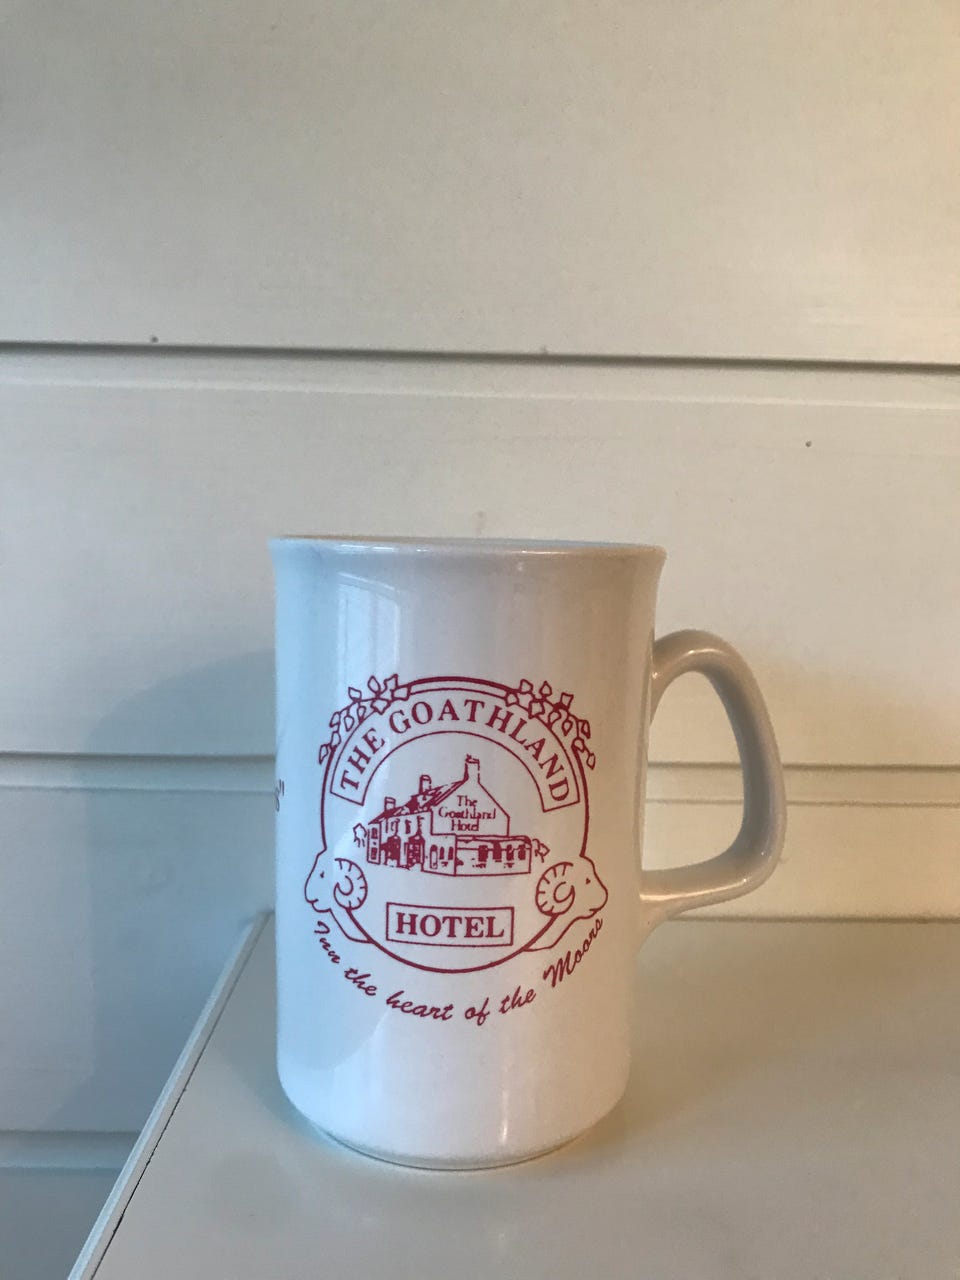 THE GOATHLAND
The
Goathland
Hotel
HOTEL
Inn the heart of the Moors